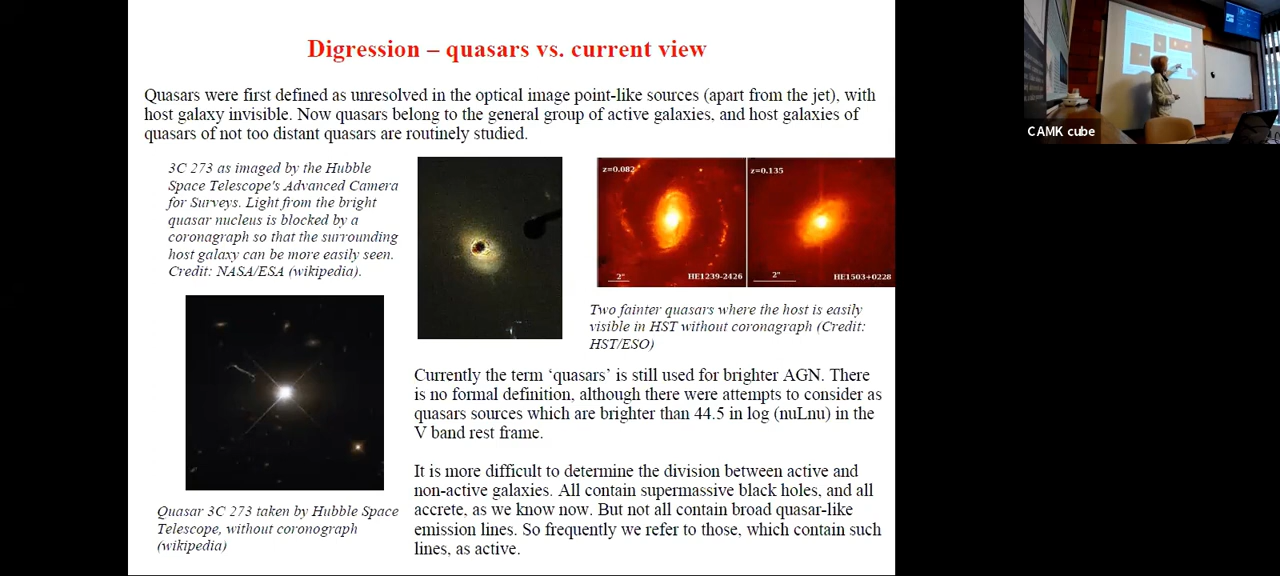 Digression – quasars vs. current view
Quasars were first defined as unresolved in the optical image point-like sources (apart from the jet), with
host galaxy invisible. Now quasars belong to the general group of active galaxies, and host galaxies of
quasars of not too distant quasars are routinely studied.
3C 273 as imaged by the Hubble
Space Telescope's Advanced Camera
for Surveys. Light from the bright
quasar nucleus is blocked by a
coronagraph so that the surrounding
host galaxy can be more easily seen.
Credit: NASA/ESA (wikipedia).
z=0.082
HE1239-2426
2"
z=0.135
HE1503+0228
2"
Two fainter quasars where the host is easily
visible in HST without coronagraph (Credit:
HST/ESO)
Quasar 3C 273 taken by Hubble Space
Telescope, without coronograph
(wikipedia)
Currently the term ‘quasars’ is still used for brighter AGN. There
is no formal definition, although there were attempts to consider as
quasars sources which are brighter than 44.5 in log (nuLnu) in the
V band rest frame.
It is more difficult to determine the division between active and
non-active galaxies. All contain supermassive black holes, and all
accrete, as we know now. But not all contain broad quasar-like
emission lines. So frequently we refer to those, which contain such
lines, as active.
CAMK cube